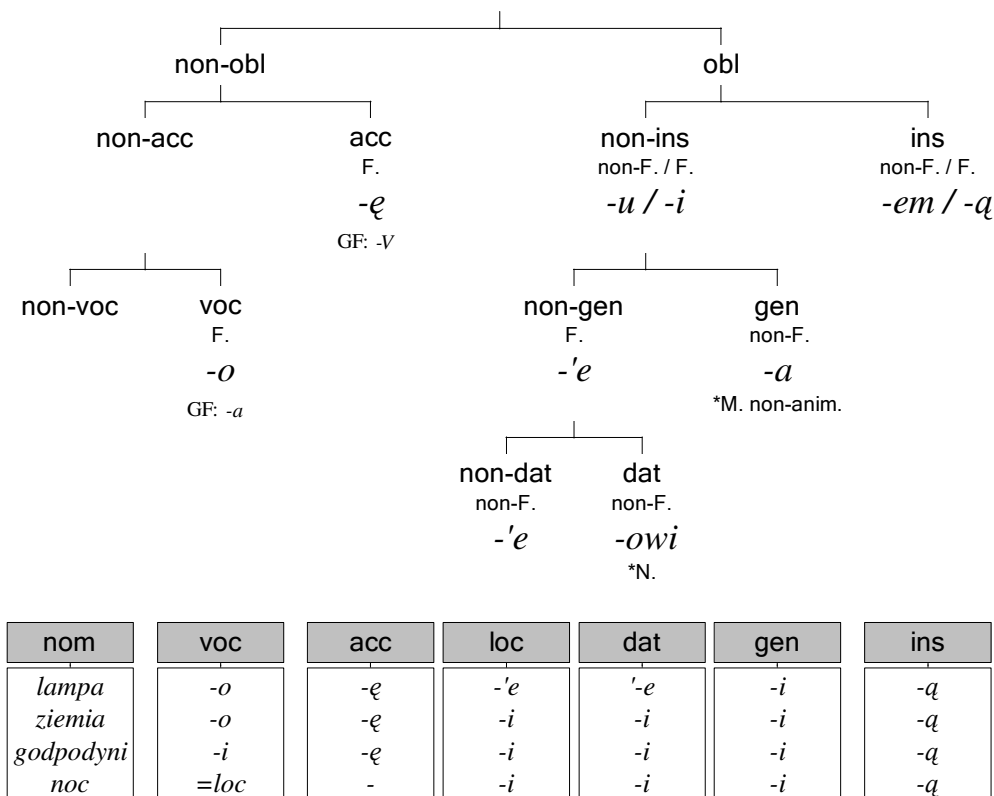 non-obl obl
non-acc acc non-ins ins
F. non-F. / F. non-F. / F.
-ę -u / -i -em / -ą
GF: -V
non-voc voc non-gen gen
F. F. non-F.
-o -'e -a
GF: -a *M. non-anim.
non-dat dat
non-F. non-F.
-'e -owi
*N.
nom voc acc loc dat gen ins
lampa -o -ę -'e '-e -i -ą
ziemia -o -ę -i -i -i -ą
godpodyni -i -ę -i -i -i -ą
noc =loc - -i -i -i -ą